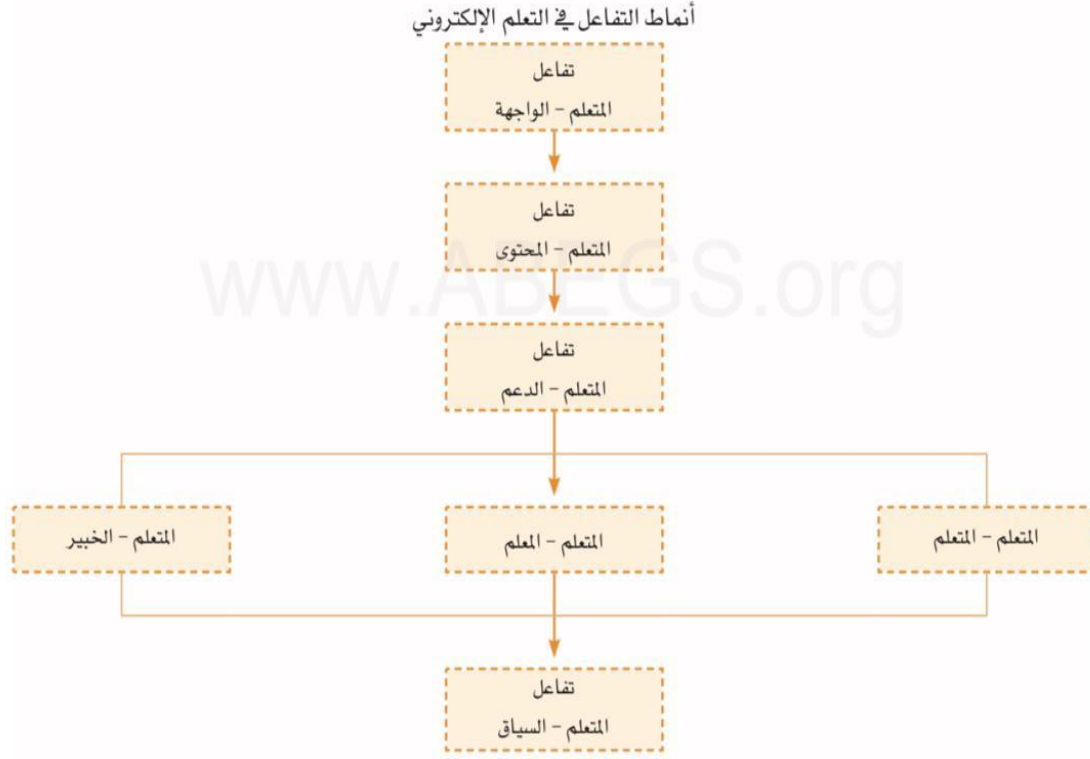 أنماط التفاعل في التعلم الإلكتروني
تفاعل
المتعلم – الواجهة
تفاعل
المتعلم – المحتوى
www.ABEGS.org
تفاعل
المتعلم – الدعم
المتعلم – المتعلم
المتعلم – المعلم
المتعلم – الخبير
تفاعل
المتعلم – السياق